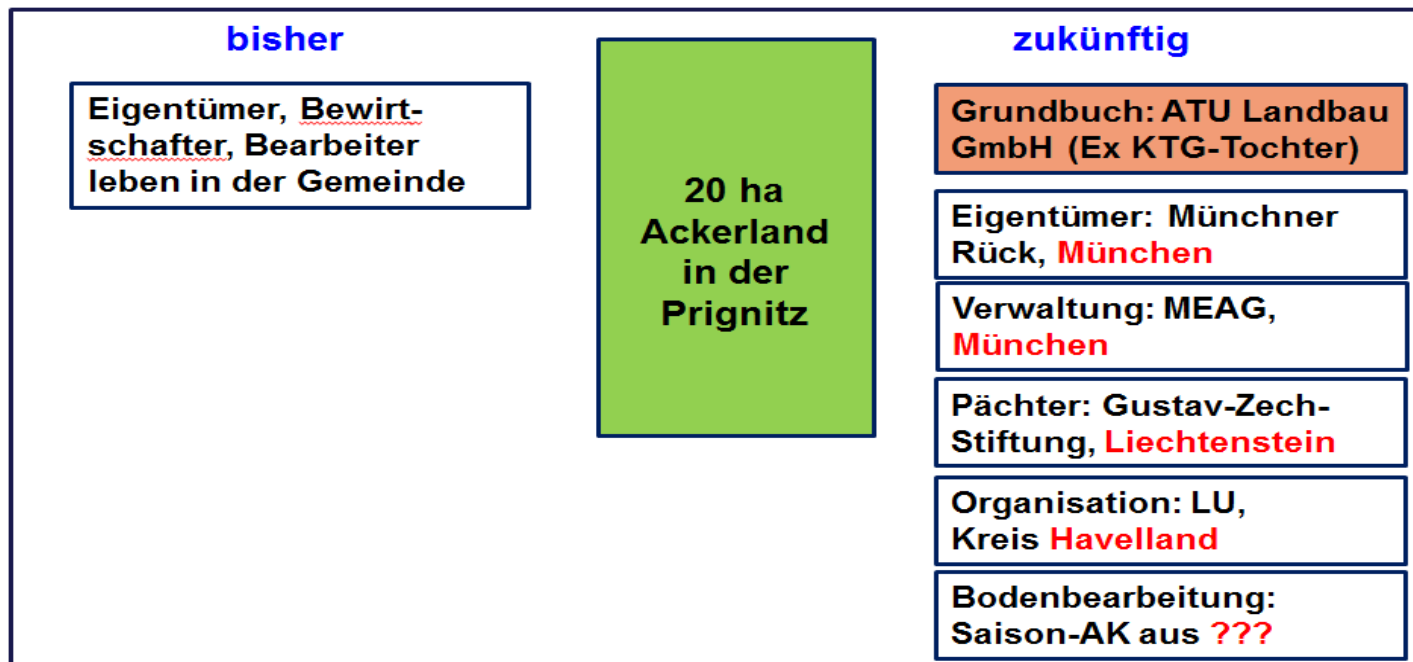 bisher
Eigentümer, Bewirt-
schafter, Bearbeiter
leben in der Gemeinde
20 ha
Ackerland
in der
Prignitz
zukünftig
Grundbuch: ATU Landbau
GmbH (Ex KTG-Tochter)
Eigentümer: Münchner
Rück, München
Verwaltung: MEAG,
München
Pächter: Gustav-Zech-
Stiftung, Liechtenstein
Organisation: LU,
Kreis Havelland
Bodenbearbeitung:
Saison-AK aus ???